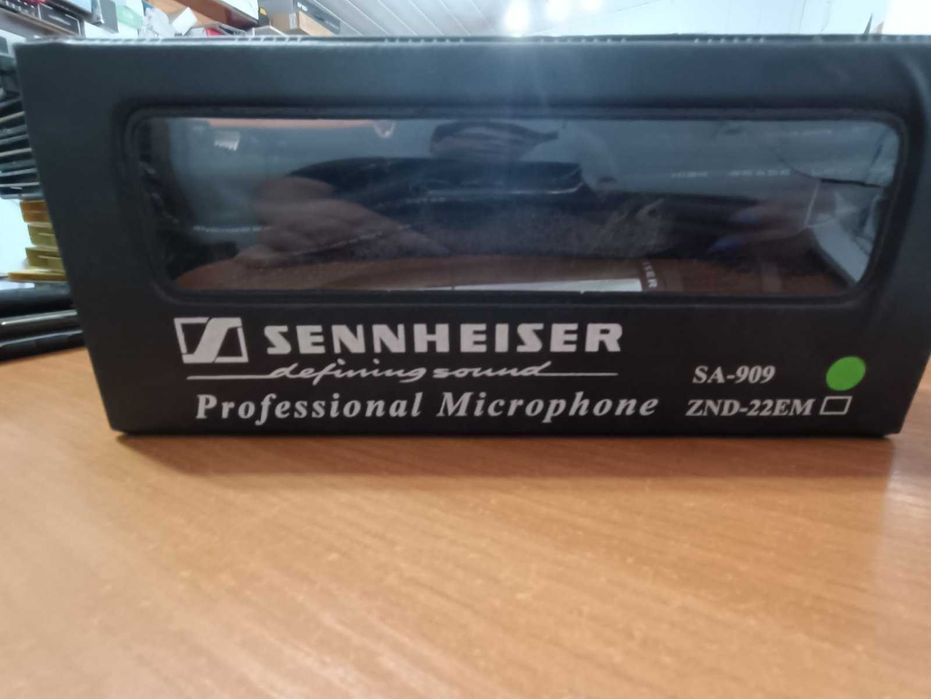 SENNHEISER
defining sound
Professional Microphone
SA-909
ZND-22EM